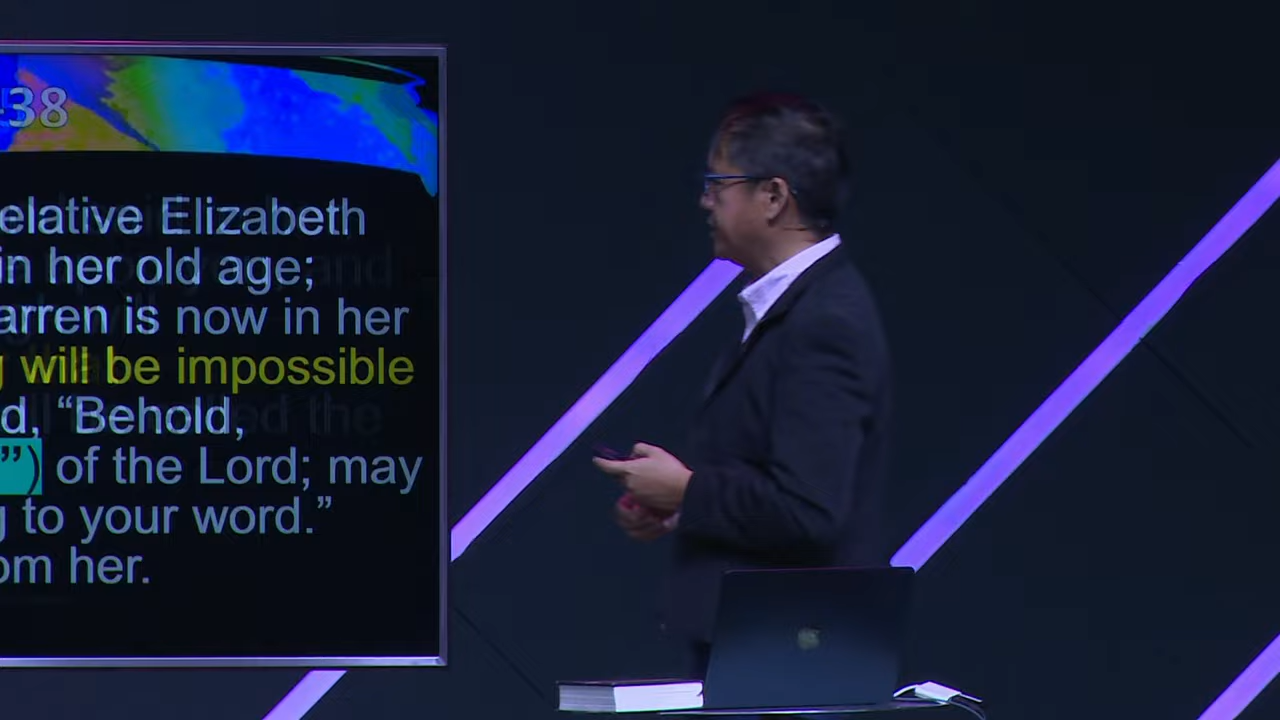 -38
elative Elizabeth
in her old age;
arren is now in her
g will be impossible
d, “Behold,
”) of the Lord; may
g to your word.”
om her.